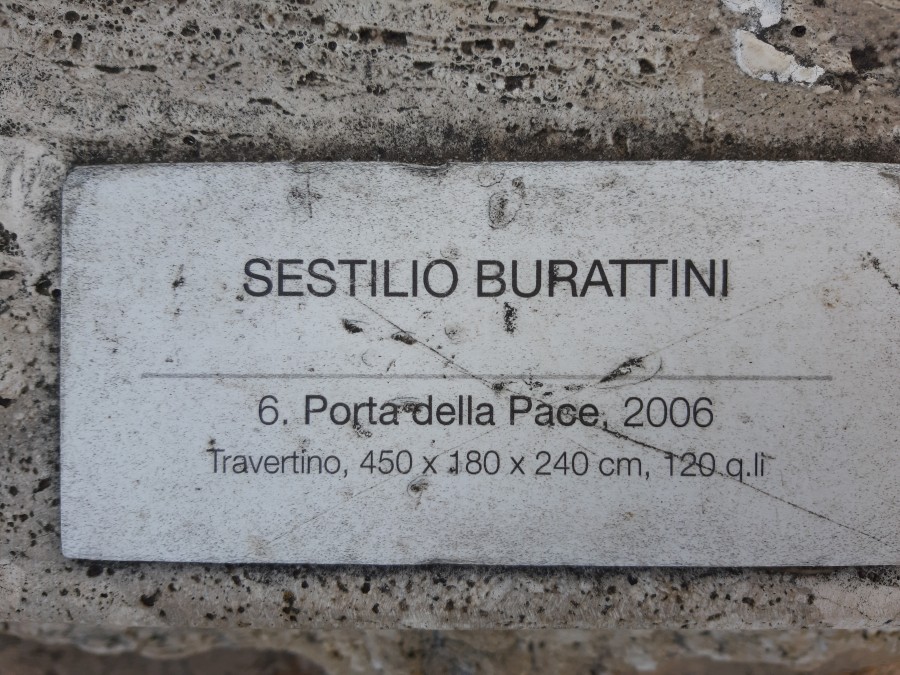 SESTILIO BURATTINI
6. Porta della Pace, 2006
Travertino, 450 x 180 x 240 cm, 120 q.li